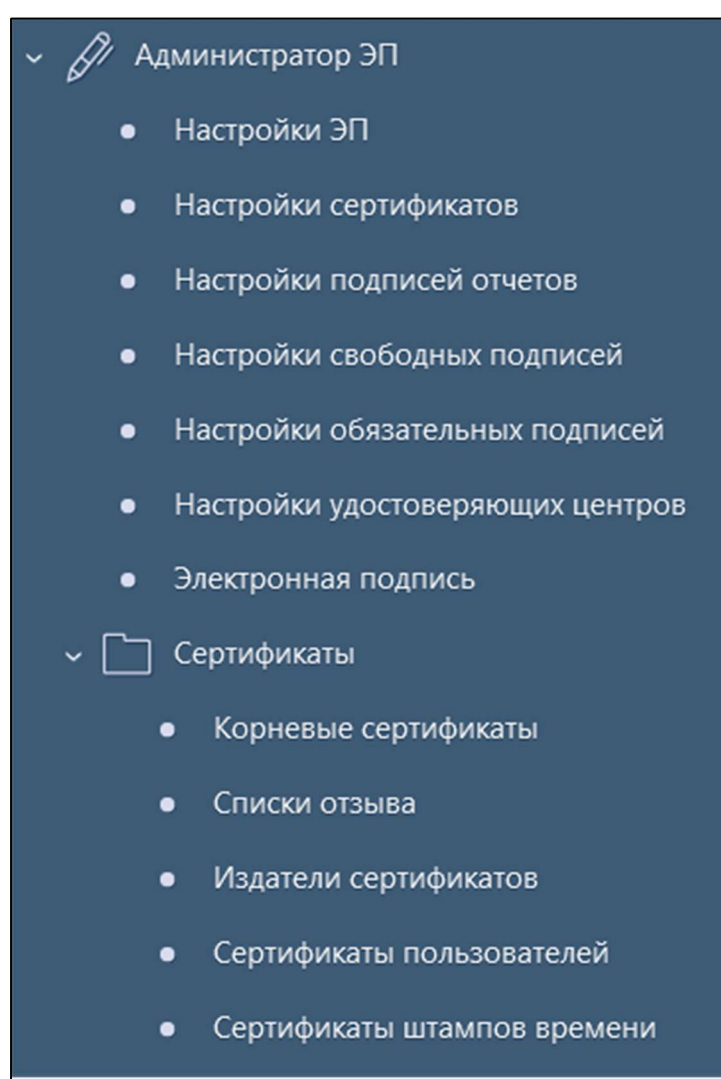 Администратор ЭП
Настройки ЭП
Настройки сертификатов
Настройки подписей отчетов
Настройки свободных подписей
Настройки обязательных подписей
Настройки удостоверяющих центров
Электронная подпись
Сертификаты
Корневые сертификаты
Списки отзыва
Издатели сертификатов
Сертификаты пользователей
Сертификаты штампов времени